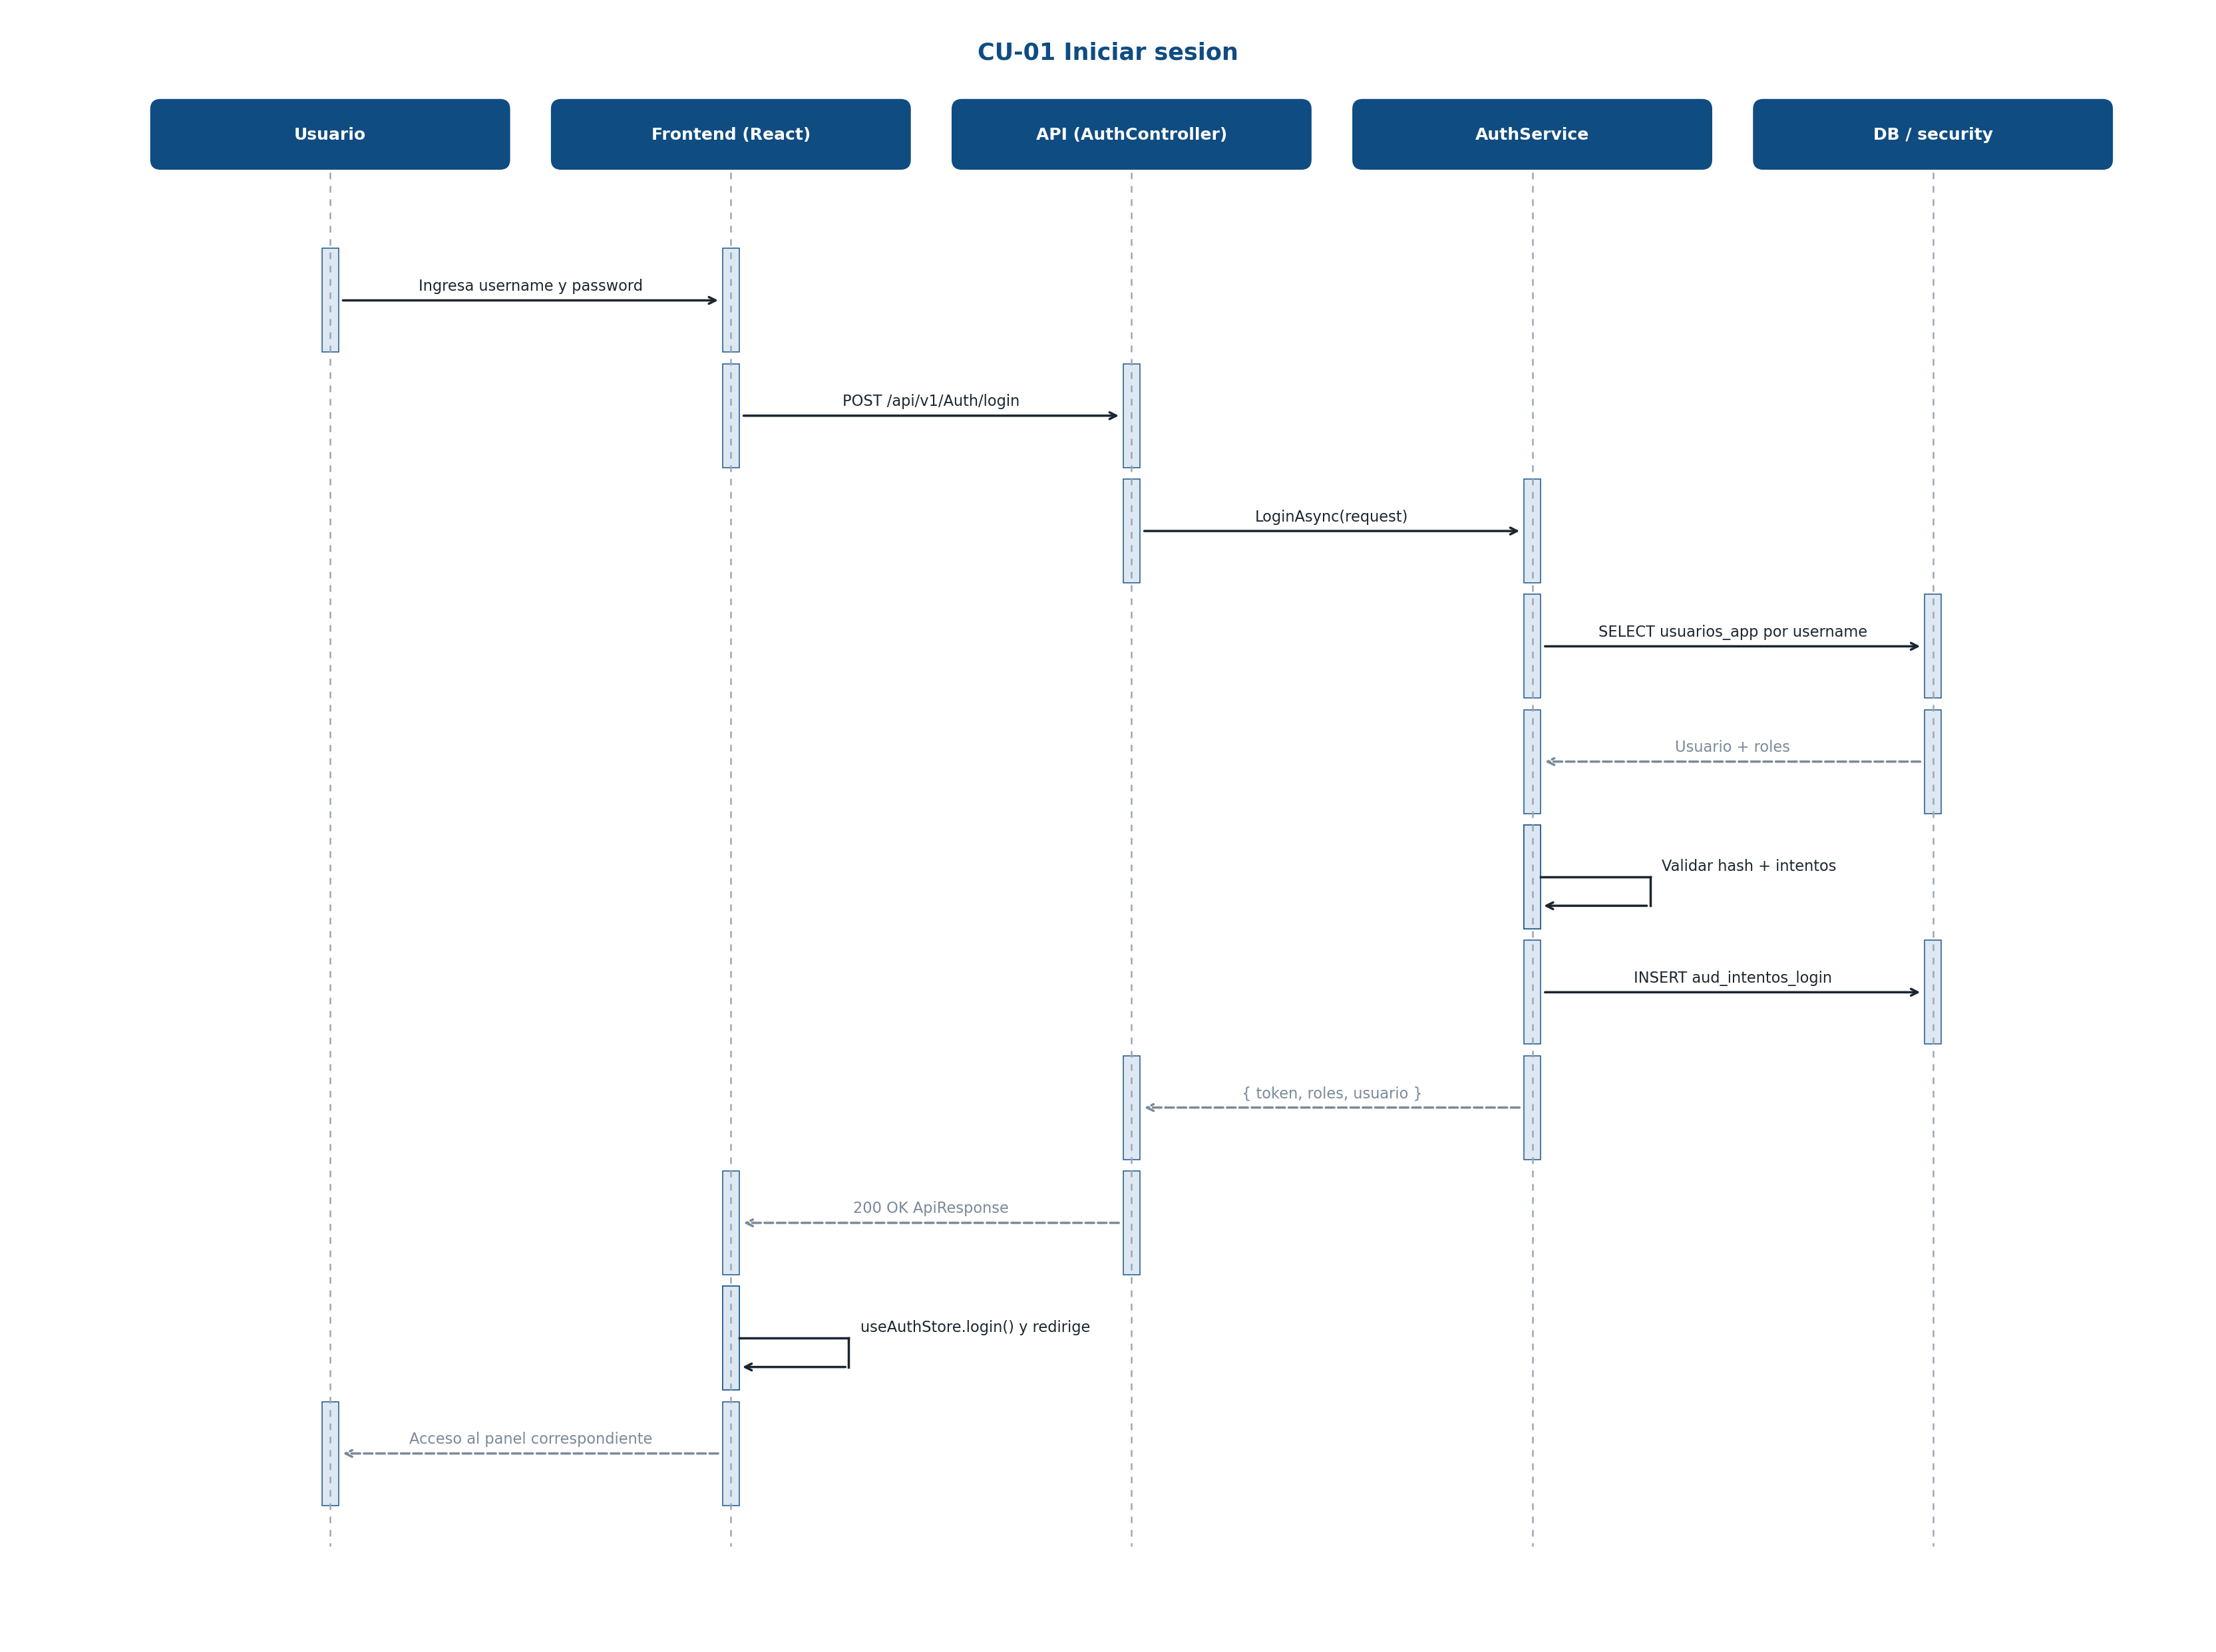 CU-01 Iniciar sesion
Usuario
Frontend (React)
API (AuthController)
AuthService
DB / security
Ingresa username y password
POST /api/v1/Auth/login
LoginAsync(request)
SELECT usuarios_app por username
Usuario + roles
Validar hash + intentos
INSERT aud_intentos_login
{ token, roles, usuario }
200 OK ApiResponse
useAuthStore.login() y redirige
Acceso al panel correspondiente